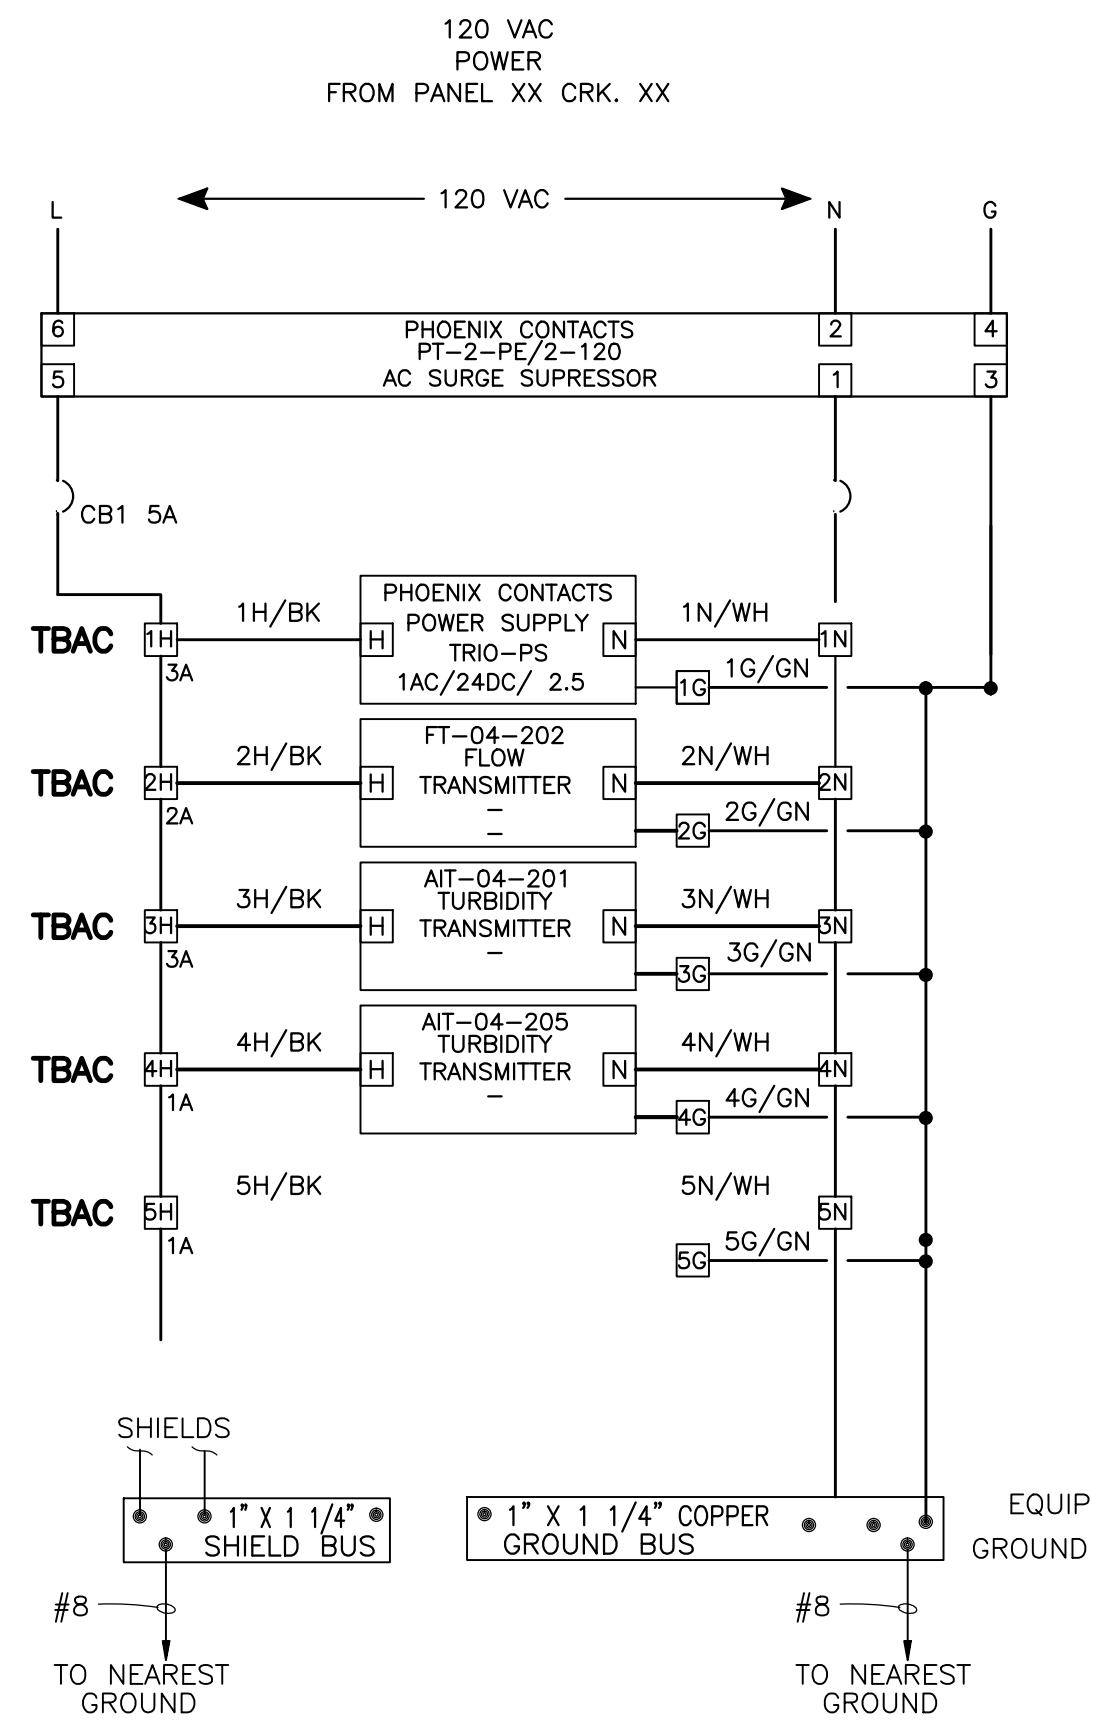 120 VAC
POWER
FROM PANEL XX CRK. XX
120 VAC
L
N
G
6
PHOENIX CONTACTS
2
4
PT-2-PE/2-120
5
AC SURGE SUPRESSOR
1
3
CB1 5A
PHOENIX CONTACTS
1H/BK
1N/WH
POWER SUPPLY
TBAC
1H
H
N
1N
TRIO-PS
3A
1G/GN
1AC/24DC/ 2.5
1G
FT-04-202
2H/BK
FLOW
2N/WH
TBAC
2H
H
TRANSMITTER
N
2N
-
2A
2G/GN
-
2G
AIT-04-201
3H/BK
TURBIDITY
3N/WH
TBAC
3H
H
TRANSMITTER
N
3N
-
3A
3G/GN
3G
AIT-04-205
4H/BK
TURBIDITY
4N/WH
TBAC
4H
H
TRANSMITTER
N
4N
-
1A
4G/GN
4G
5H/BK
5N/WH
TBAC
5H
5N
1A
5G/GN
5G
SHIELDS
1" X 1 1/4"
SHIELD BUS
1" X 1 1/4" COPPER
GROUND BUS
EQUIP
GROUND
#8
#8
TO NEAREST
GROUND
TO NEAREST
GROUND